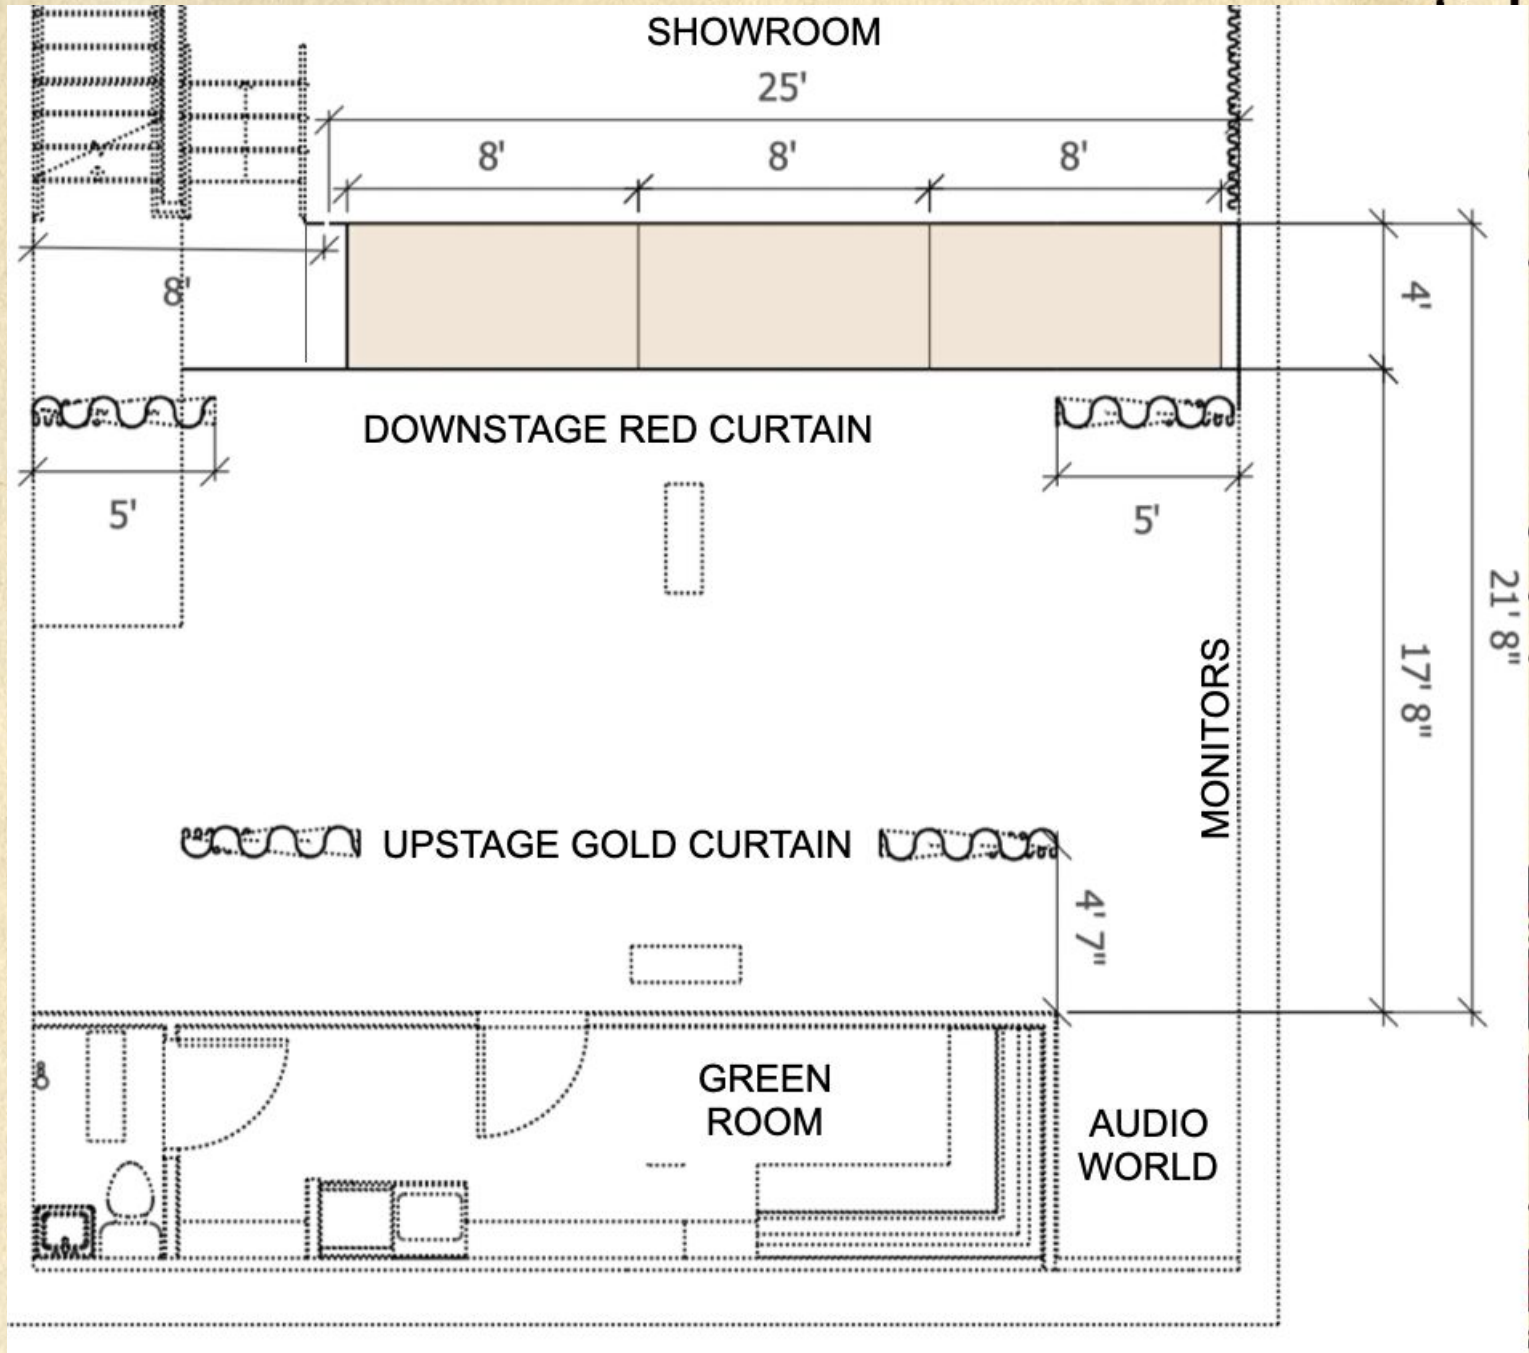 SHOWROOM
25'
8'
8'
8'
8'
4'
DOWNSTAGE RED CURTAIN
5'
5'
21' 8"
17' 8"
MONITORS
UPSTAGE GOLD CURTAIN
4' 7"
GREEN
ROOM
AUDIO
WORLD